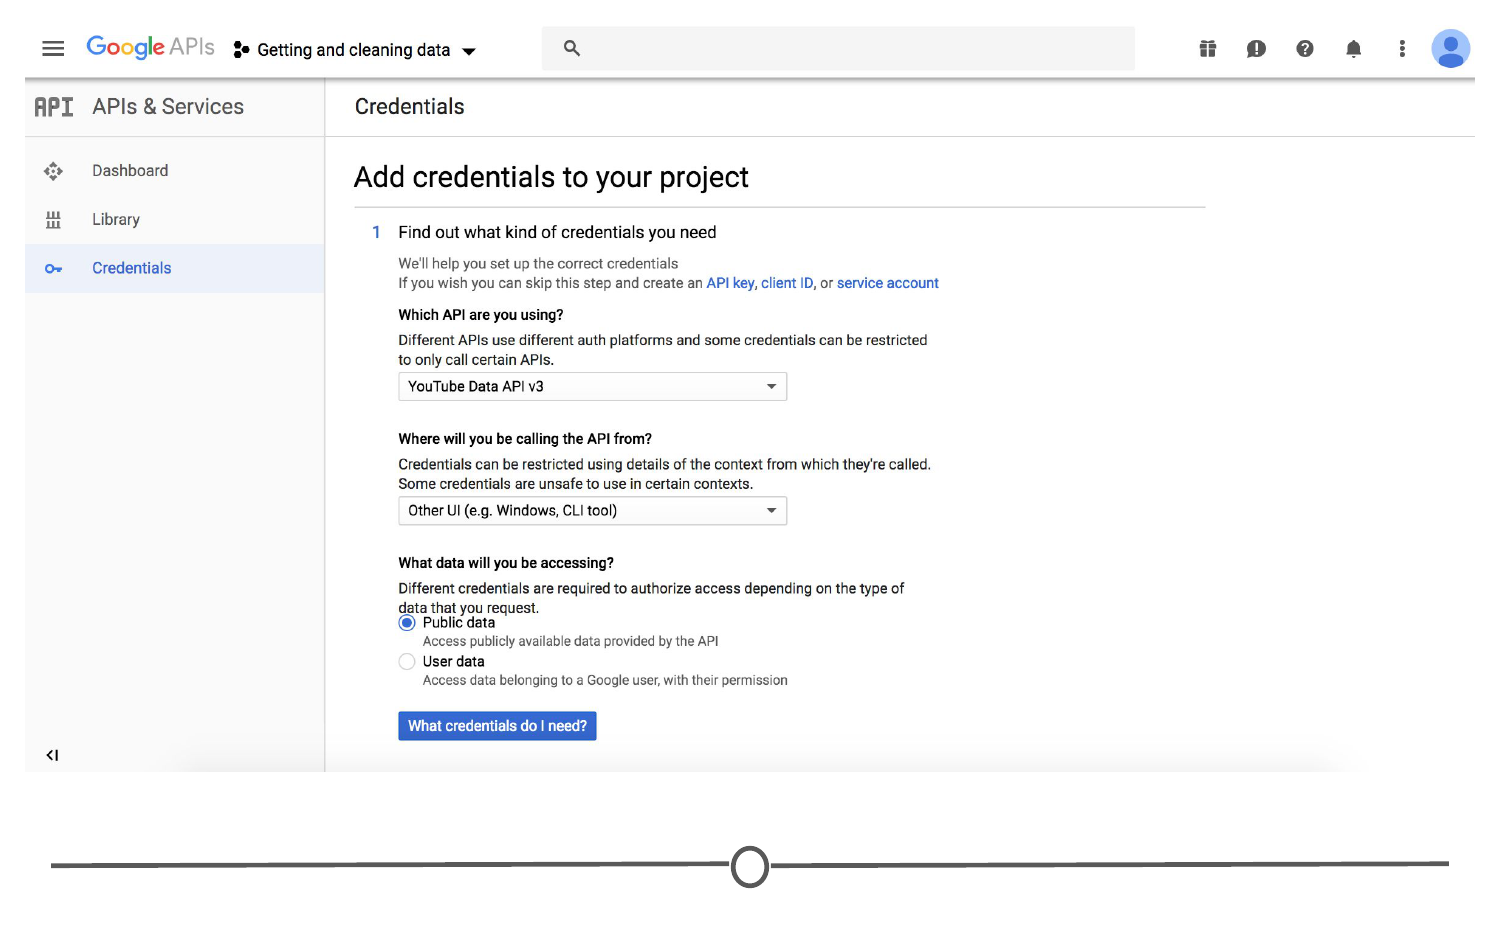 Google APIs Getting and cleaning data
API APIs & Services
Credentials
Dashboard
Library
Credentials
Add credentials to your project
1 Find out what kind of credentials you need
We'll help you set up the correct credentials
If you wish you can skip this step and create an API key, client ID, or service account
Which API are you using?
Different APIs use different auth platforms and some credentials can be restricted
to only call certain APIs.
YouTube Data API v3
Where will you be calling the API from?
Credentials can be restricted using details of the context from which they're called.
Some credentials are unsafe to use in certain contexts.
Other UI (e.g. Windows, CLI tool)
What data will you be accessing?
Different credentials are required to authorize access depending on the type of
data that you request.
Public data
Access publicly available data provided by the API
User data
Access data belonging to a Google user, with their permission
What credentials do I need?